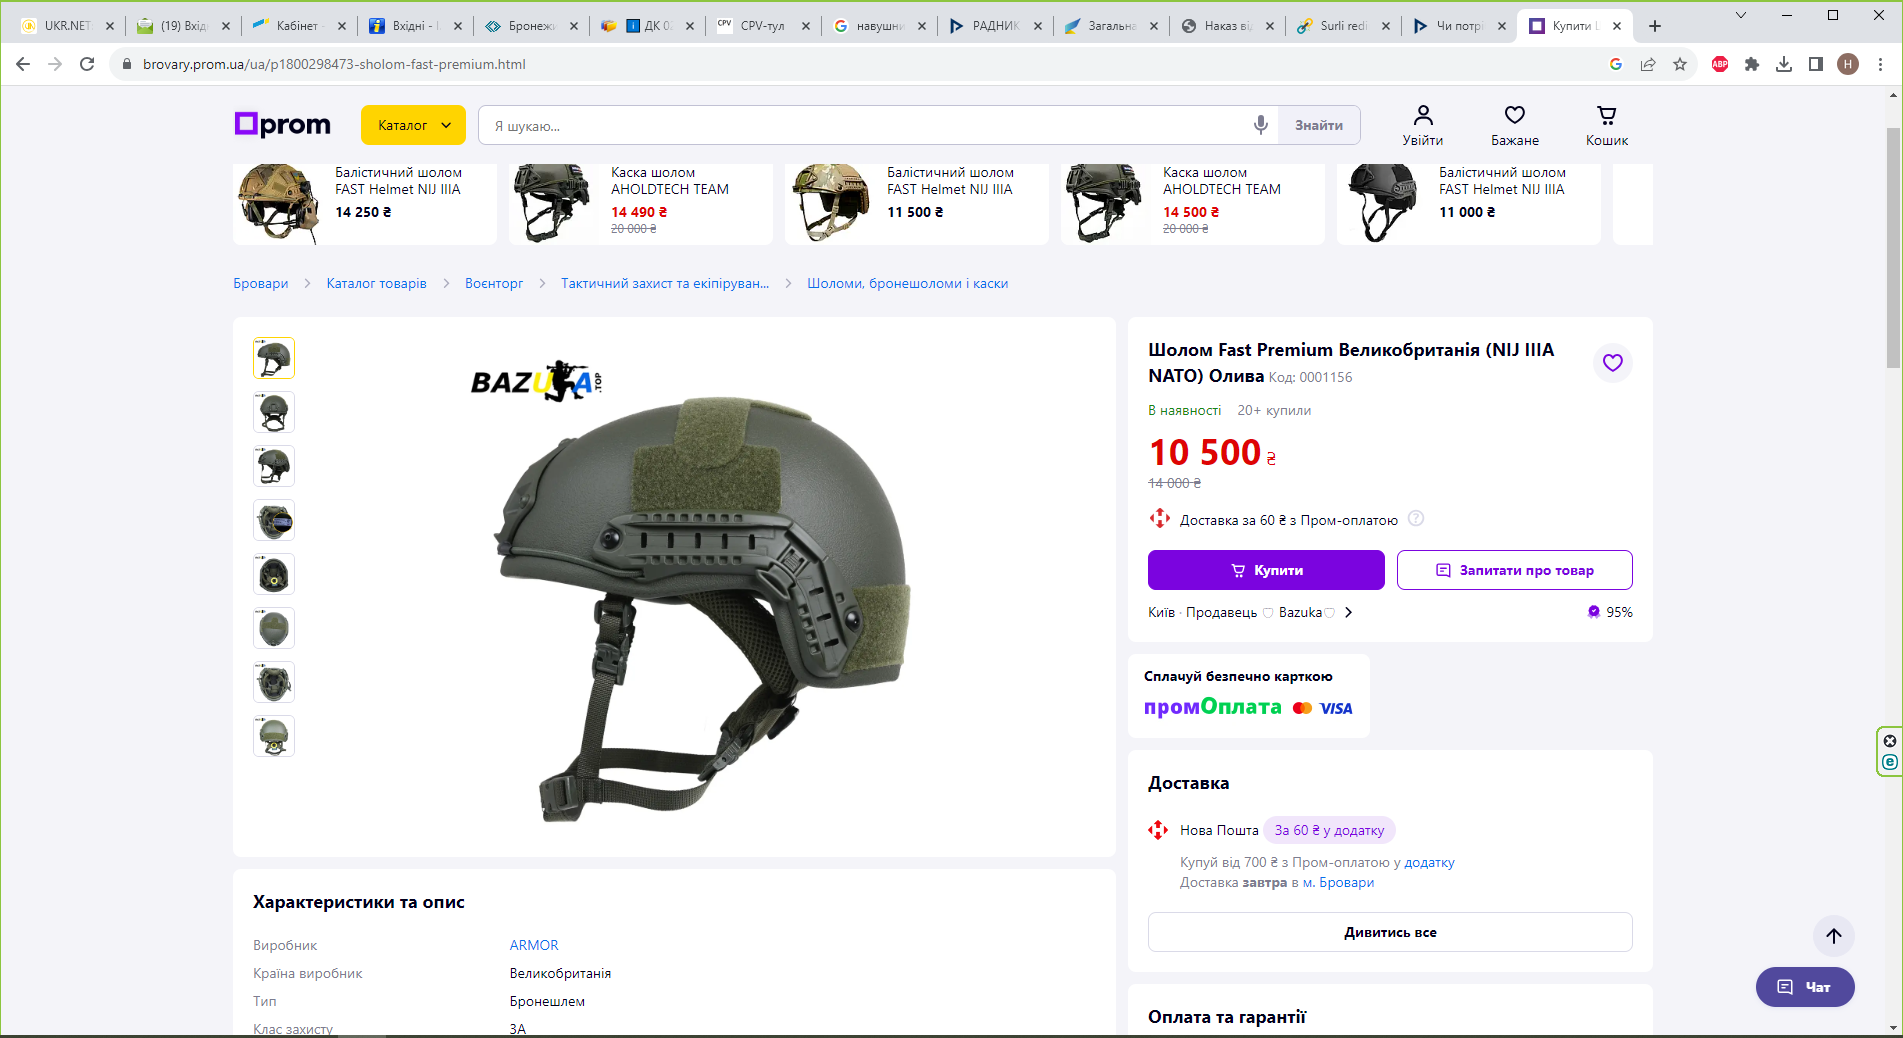 UKR.NET:
(19) Вхідн
Кабінет -
Вхідні - I.
Бронежи
ДК 02
CPV
CPV-тул
навушни
РАДНИК
Загальна
Наказ від
Surli redi
Чи потрі
Купити Ш
brovary.prom.ua/ua/p1800298473-sholom-fast-premium.html
ABP
H
prom
Каталог
Я шукаю...
Знайти
Увійти
Бажане
Кошик
Балістичний шолом
FAST Helmet NIJ IIIA
14 250 ₴
Каска шолом
AHOLDTECH TEAM
14 490 ₴
20 000 ₴
Балістичний шолом
FAST Helmet NIJ IIIA
11 500 ₴
Каска шолом
AHOLDTECH TEAM
14 500 ₴
20 000 ₴
Балістичний шолом
FAST Helmet NIJ IIIA
11 000 ₴
Бровари
Каталог товарів
Воєнторг
Тактичний захист та екіпіруван...
Шоломи, бронешоломи і каски
BAZUKA.TOP
Шолом Fast Premium Великобританія (NIJ IIIA
NATO) Олива Код: 0001156
В наявності 20+ купили
10 500 ₴
14 000 ₴
Доставка за 60 ₴ з Пром-оплатою ?
Купити
Запитати про товар
Київ · Продавець Bazuka
95%
Сплачуй безпечно карткою
промОплата VISA
Доставка
Нова Пошта За 60 ₴ у додатку
Купуй від 700 ₴ з Пром-оплатою у додатку
Доставка завтра в м. Бровари
Дивитись все
Оплата та гарантії
Чат
Характеристики та опис
Виробник ARMOR
Країна виробник Великобританія
Тип Бронешлем
Клас захисту 3А